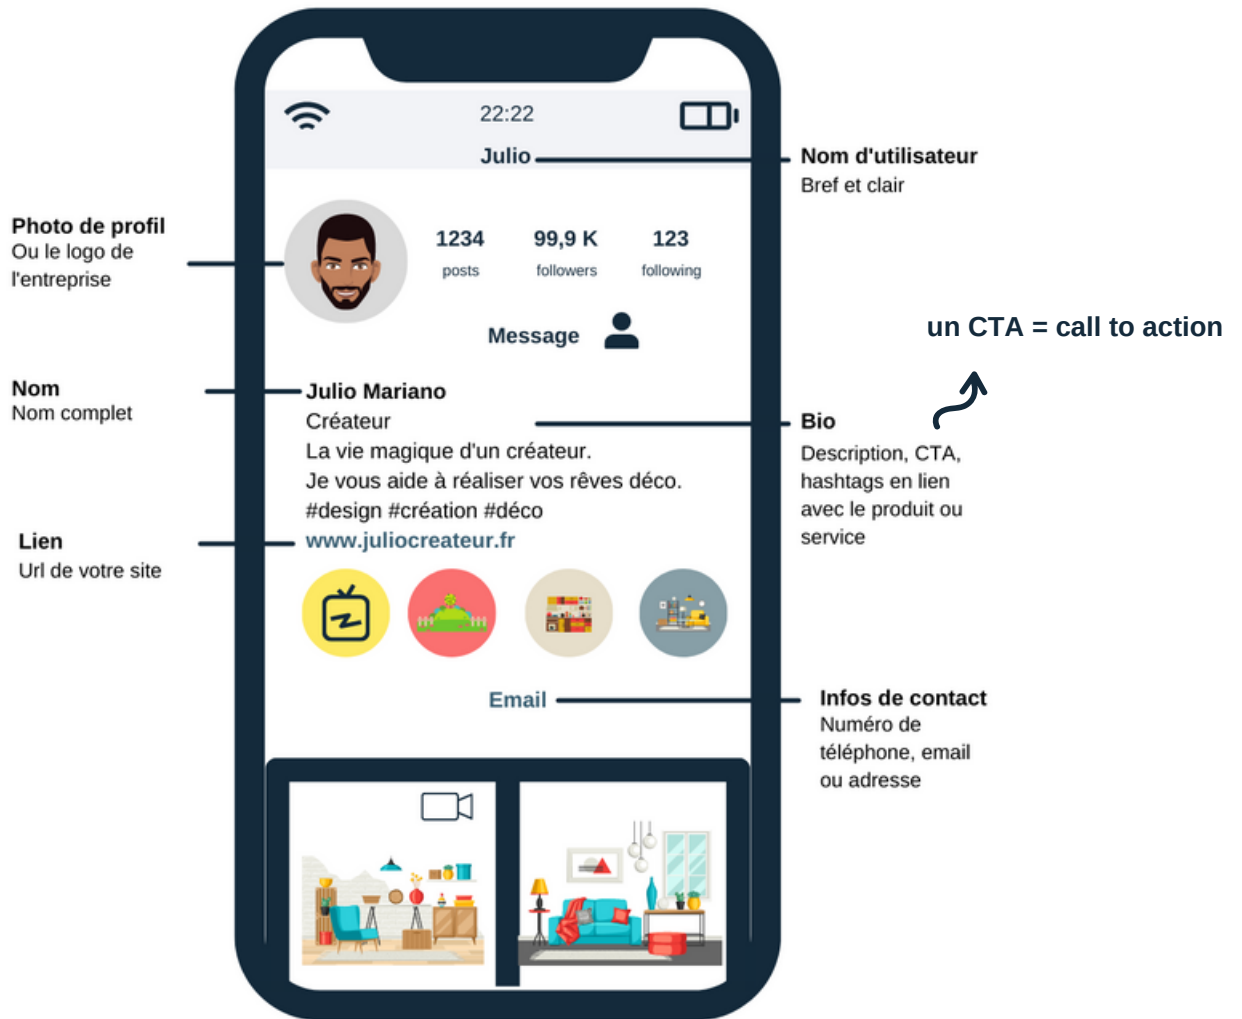 22:22
Julio
Nom d'utilisateur
Bref et clair
Photo de profil
Ou le logo de
l'entreprise
1234
posts
99,9 K
followers
123
following
Message
un CTA = call to action
Nom
Nom complet
Julio Mariano
Créateur
La vie magique d'un créateur.
Je vous aide à réaliser vos rêves déco.
#design #création #déco
www.juliocreateur.fr
Bio
Description, CTA,
hashtags en lien
avec le produit ou
service
Lien
Url de votre site
Email
Infos de contact
Numéro de
téléphone, email
ou adresse